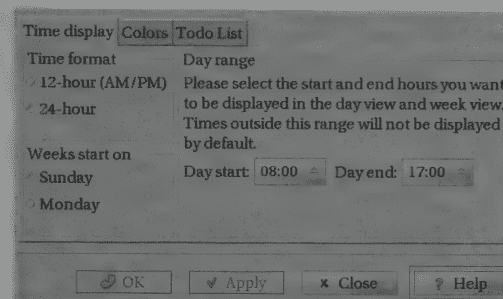 Time display Colors Todo List
Time format
12-hour (AM/PM)
24-hour
Weeks start on
Sunday
Monday
Day range
Please select the start and end hours you want
to be displayed in the day view and week view.
Times outside this range will not be displayed
by default.
Day start: 08:00 Day end: 17:00
OK Apply Close Help